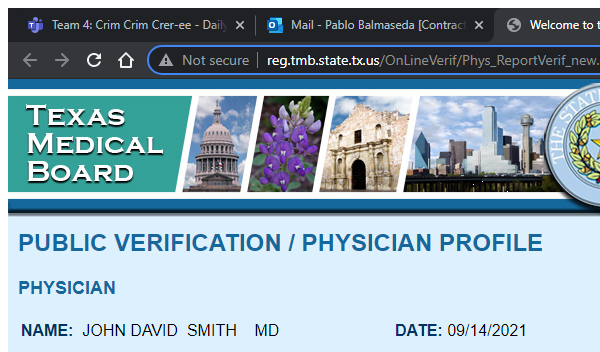 Team 4: Crim Crim Crer-ee - Dail
Mail - Pablo Balmaseda [Contract
Welcome to t
Not secure
reg.tmb.state.tx.us/OnLineVerif/Phys_ReportVerif_new.
TEXAS
MEDICAL
BOARD
THE STATE
PUBLIC VERIFICATION / PHYSICIAN PROFILE
PHYSICIAN
NAME: JOHN DAVID SMITH MD
DATE: 09/14/2021